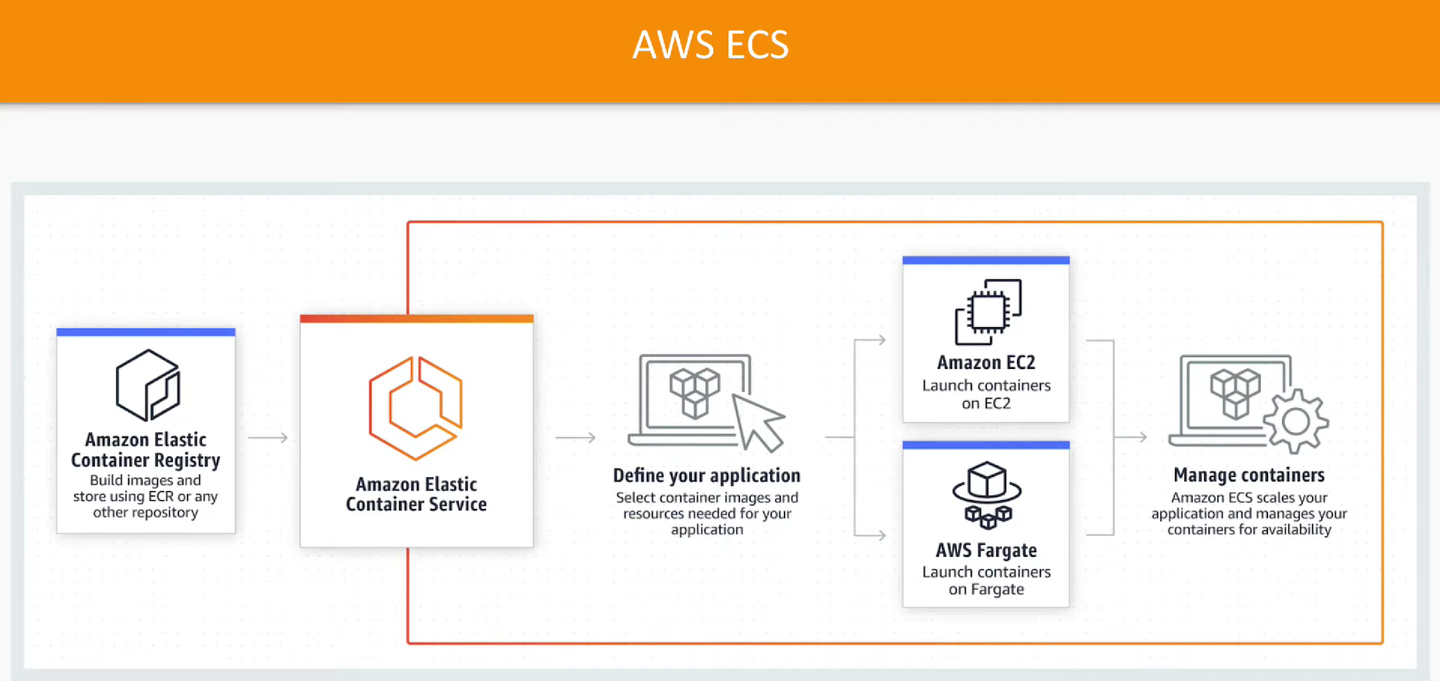 AWS ECS
Amazon Elastic
Container Registry
Build images and
store using ECR or any
other repository
Amazon Elastic
Container Service
Define your application
Select container images and
resources needed for your
application
Amazon EC2
Launch containers
on EC2
AWS Fargate
Launch containers
on Fargate
Manage containers
Amazon ECS scales your
application and manages your
containers for availability